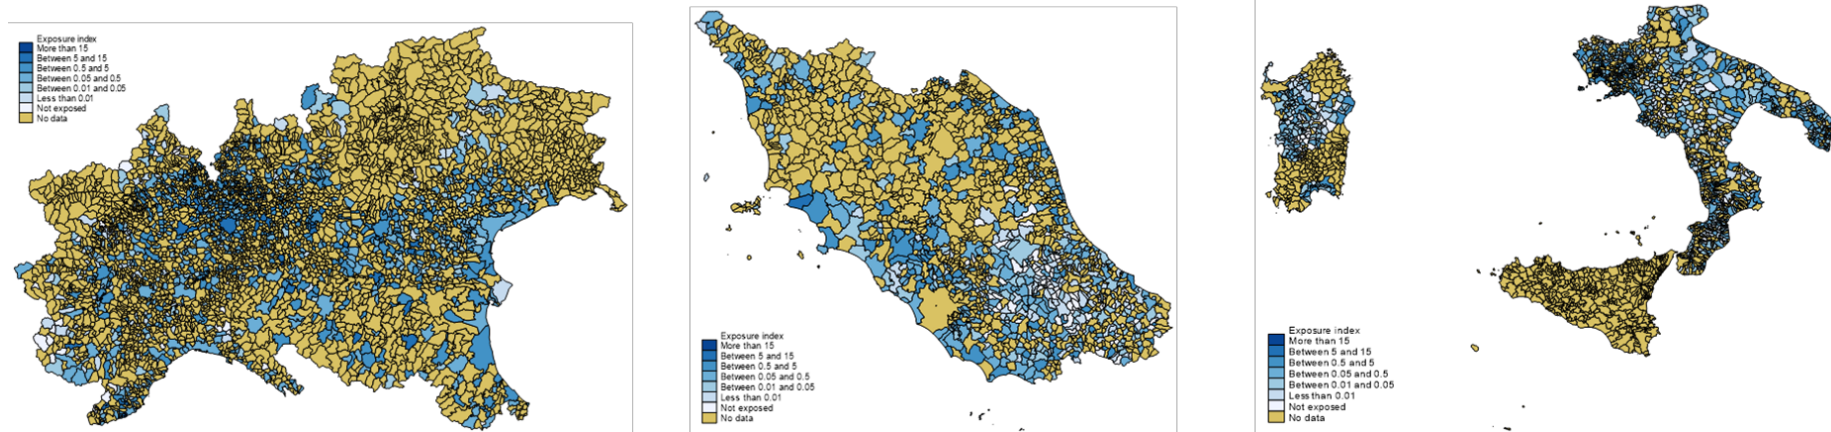 Exposure index
More than 15
Between 5 and 15
Between 0.5 and 5
Between 0.05 and 0.5
Between 0.01 and 0.05
Less than 0.01
Not exposed
No data
Exposure index
More than 15
Between 5 and 15
Between 0.5 and 5
Between 0.05 and 0.5
Between 0.01 and 0.05
Less than 0.01
Not exposed
No data
Exposure index
More than 15
Between 5 and 15
Between 0.5 and 5
Between 0.05 and 0.5
Between 0.01 and 0.05
Less than 0.01
Not exposed
No data